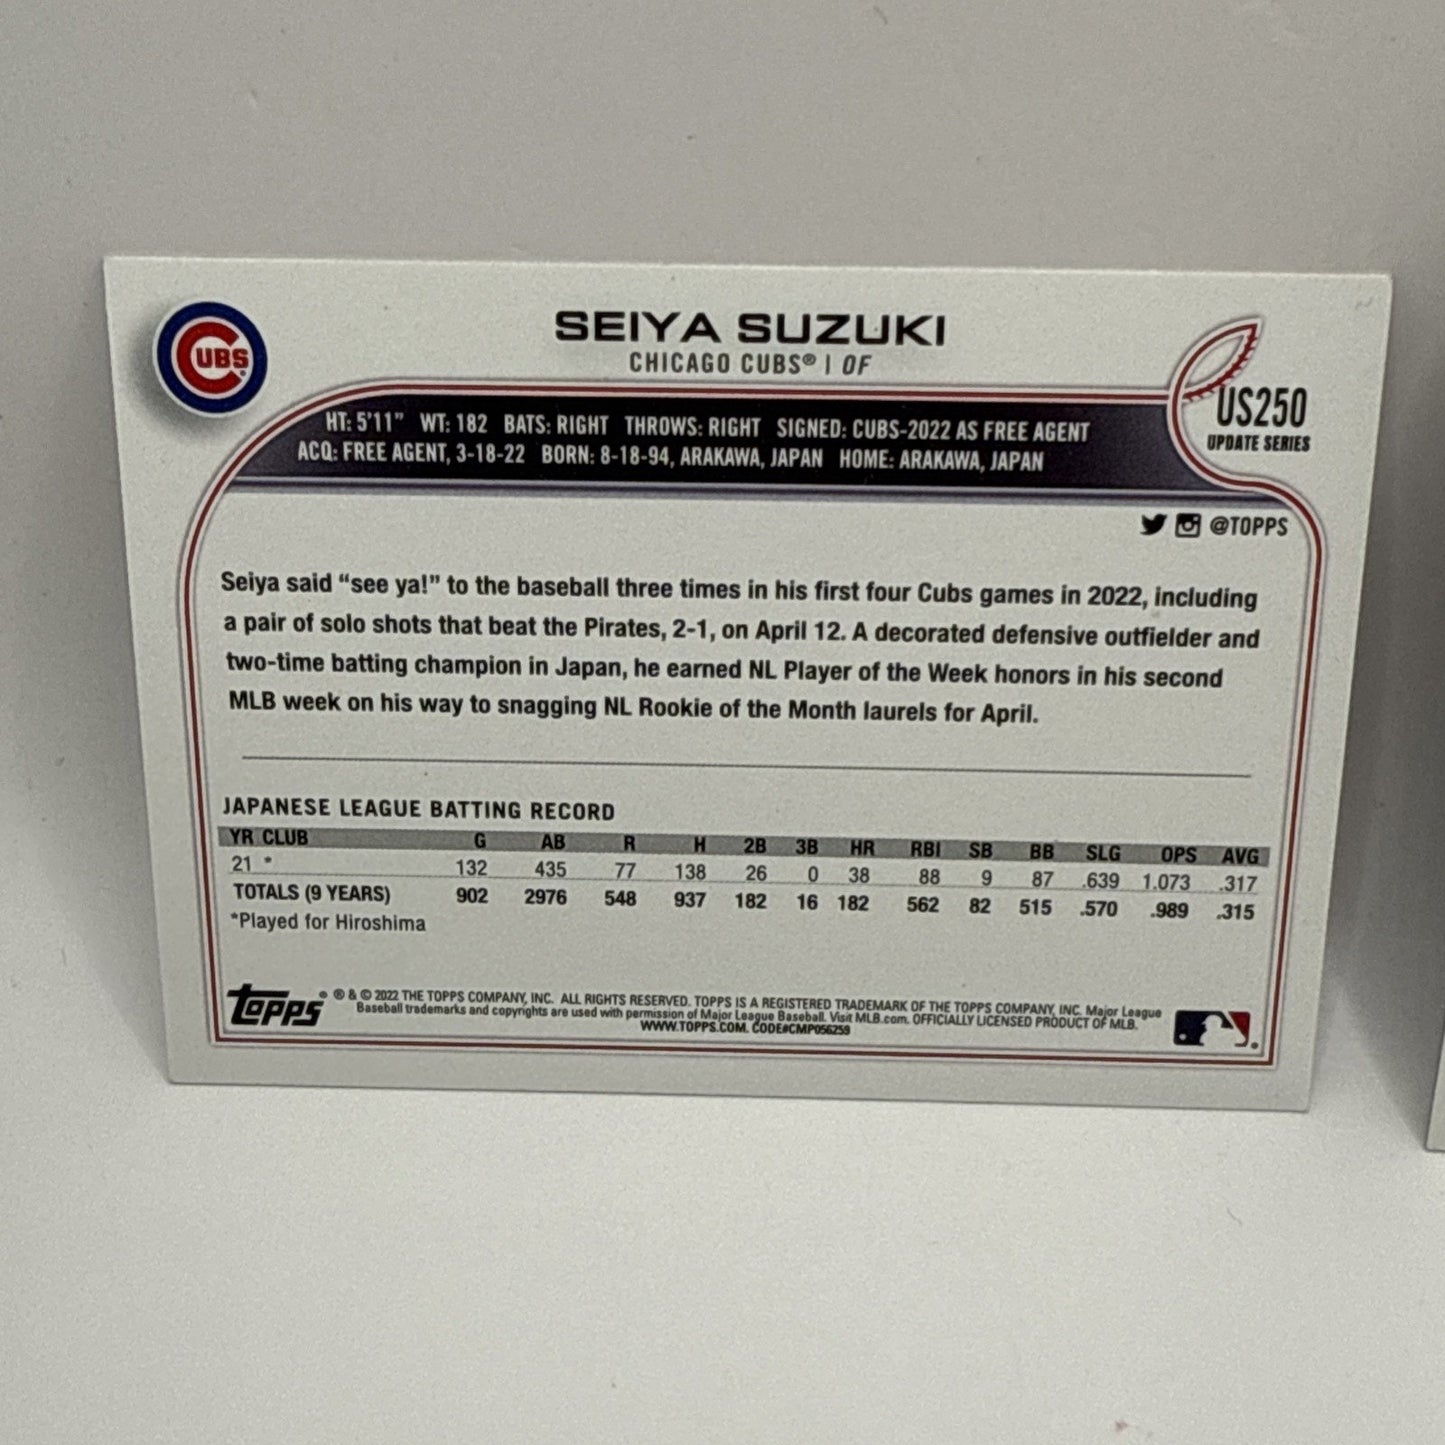 CUBS
SEIYA SUZUKI
CHICAGO CUBS® | OF
US250
UPDATE SERIES
HT: 5'11" WT: 182 BATS: RIGHT THROWS: RIGHT SIGNED: CUBS-2022 AS FREE AGENT
ACQ: FREE AGENT, 3-18-22 BORN: 8-18-94, ARAKAWA, JAPAN HOME: ARAKAWA, JAPAN
@TOPPS
Seiya said “see ya!” to the baseball three times in his first four Cubs games in 2022, including
a pair of solo shots that beat the Pirates, 2-1, on April 12. A decorated defensive outfielder and
two-time batting champion in Japan, he earned NL Player of the Week honors in his second
MLB week on his way to snagging NL Rookie of the Month laurels for April.
JAPANESE LEAGUE BATTING RECORD
YR CLUB G AB R H 2B 3B HR RBI SB BB SLG OPS AVG
21 * 132 435 77 138 26 0 38 88 9 87 .639 1.073 .317
TOTALS (9 YEARS) 902 2976 548 937 182 16 182 562 82 515 .570 .989 .315
*Played for Hiroshima
topps ® ® & © 2022 THE TOPPS COMPANY, INC. ALL RIGHTS RESERVED. TOPPS IS A REGISTERED TRADEMARK OF THE TOPPS COMPANY, INC. Major League
Baseball trademarks and copyrights are used with permission of Major League Baseball. Visit MLB.com. OFFICIALLY LICENSED PRODUCT OF MLB.
WWW.TOPPS.COM. CODE#CMP056259